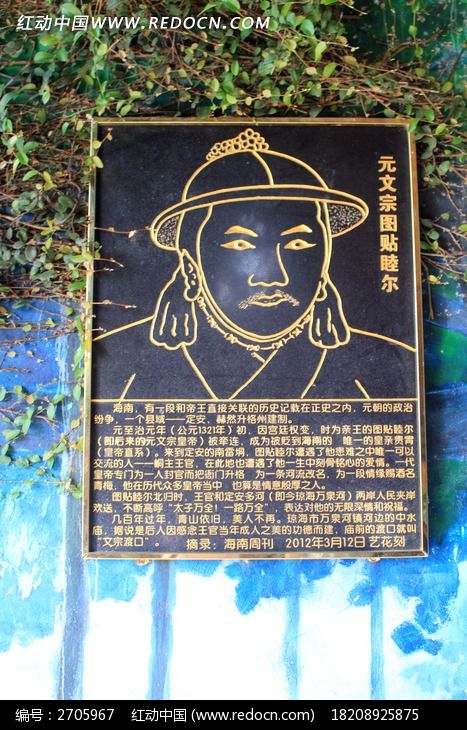 红动中国 WWW.REDOCN.COM
元文宗图贴睦尔
海南，有一段和帝王直接关联的历史记载在正史之内，元朝的政治
纷争，一个县域——定安，赫然升格州建制。
元至治元年（公元1321年）初，因宫廷权变，时为亲王的图贴睦尔
（即后来的元文宗皇帝）被牵连，成为被贬到海南的 唯一的皇亲贵胄
（皇帝直系）。来到定安的南雷峒，图贴睦尔遭遇了他患难之中唯一可以
交流的人——峒主王官，在此地也遭遇了他一生中刻骨铭心的爱情。一代
皇帝专门为一人封官而把衙门升格，为一条河流改名，为一段情缘赐酒名
青梅，他在历代众多皇帝当中，也算是情意殷厚之人。
图贴睦尔北归时，王官和定安多河（即今琼海万泉河）两岸人民夹岸
欢送，不断高呼“太子万全！一路万全”，表达对他的无限深情和祝福。
几百年过年，青山依旧，美人不再。琼海市万泉河镇河边的中水
庙，据说是后人因感念王官当年成人之美的功德而建，庙前的渡口就叫
“文宗渡口”。 摘录：海南周刊 2012年3月12日 艺花刻
编号：2705967 红动中国 (www.redocn.com) 18208925875